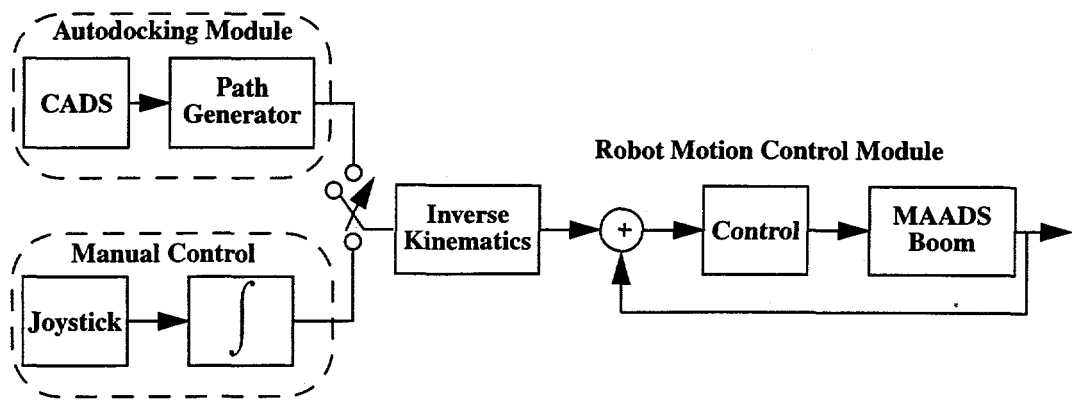 Autodocking Module
CADS
Path
Generator
Manual Control
Joystick
∫
Inverse
Kinematics
Robot Motion Control Module
+
Control
MAADS
Boom